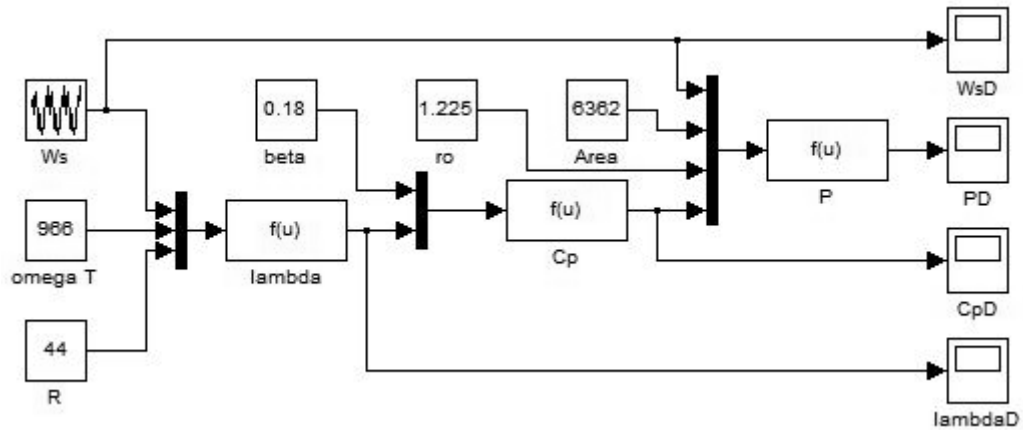 WsD
0.18
1.225
6362
Ws
beta
ro
Area
f(u)
P
PD
966
omega T
f(u)
lambda
f(u)
Cp
CpD
44
R
lambdaD